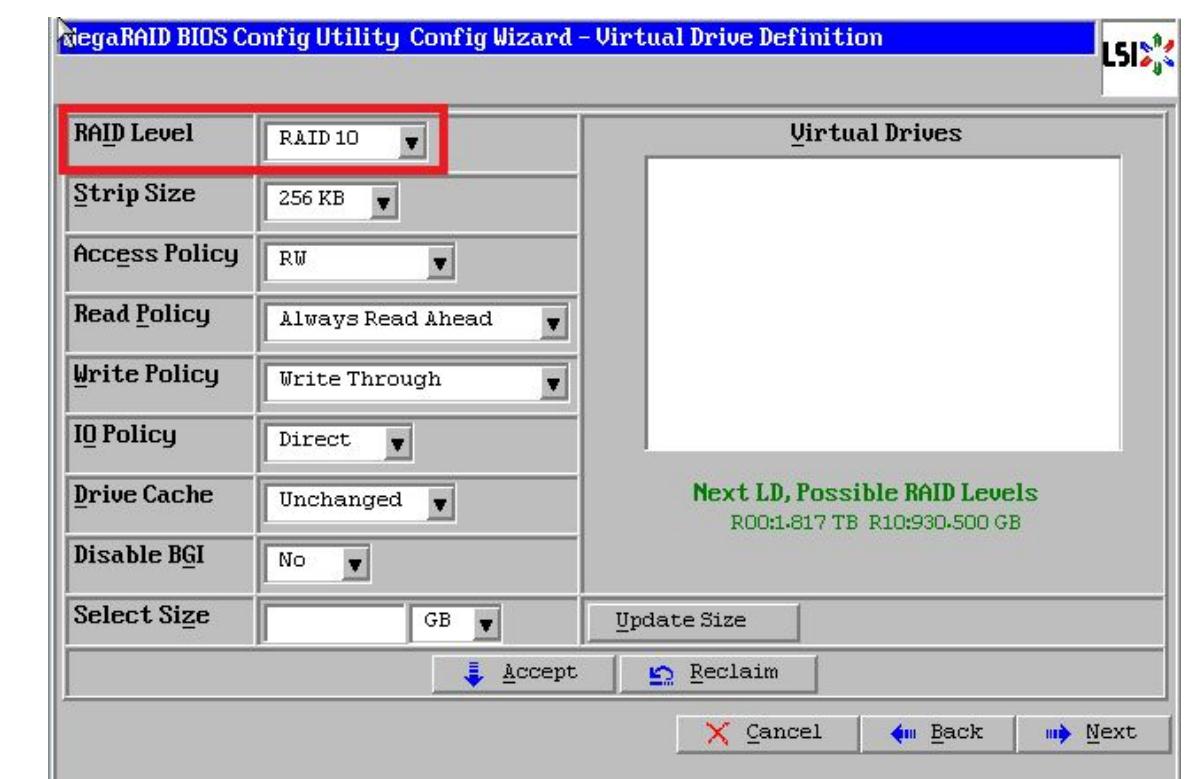 MegaRAID BIOS Config Utility Config Wizard – Virtual Drive Definition
LSI
RAID Level
RAID 10
Strip Size
256 KB
Access Policy
RW
Read Policy
Always Read Ahead
Write Policy
Write Through
IO Policy
Direct
Drive Cache
Unchanged
Disable BGI
No
Select Size
GB
Virtual Drives
Next LD, Possible RAID Levels
R00:1.817 TB R10:930.500 GB
Update Size
Accept
Reclaim
Cancel
Back
Next